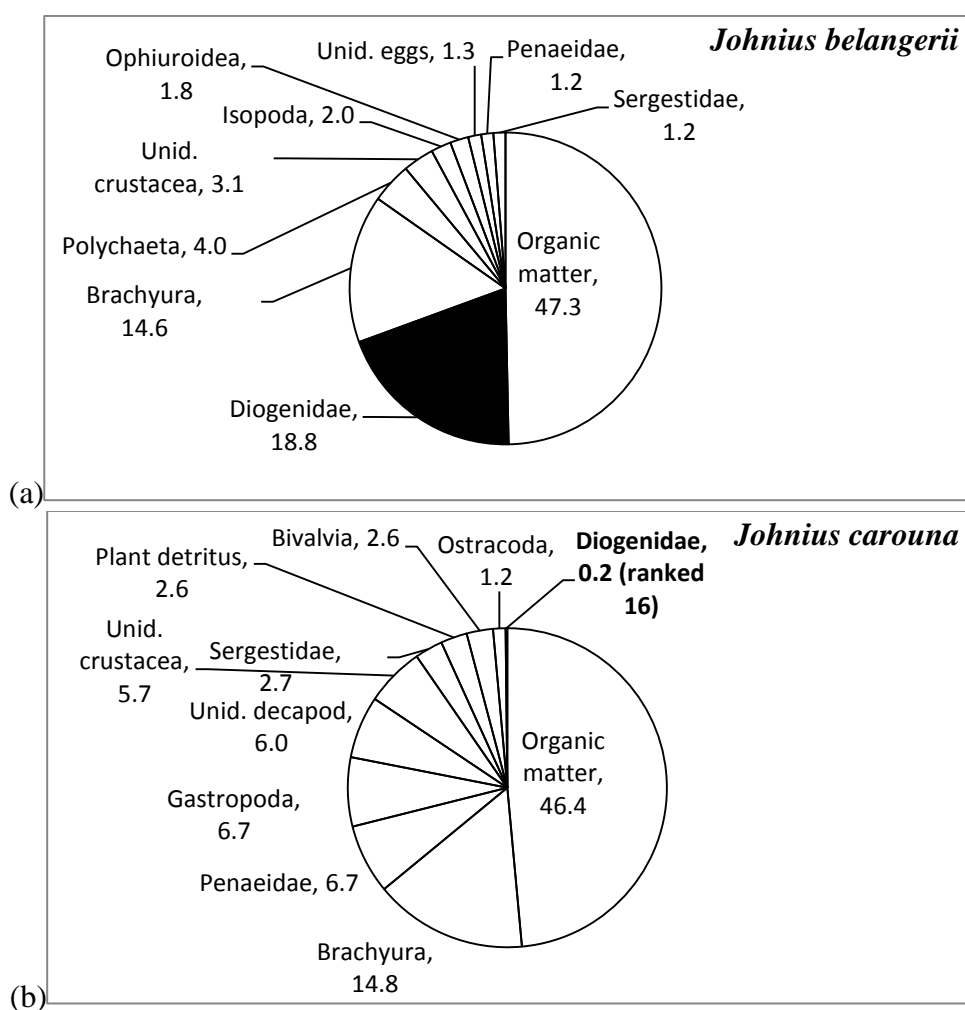 Johnius belangerii
Ophiuroidea,
1.8
Unid. eggs, 1.3
Penaeidae,
1.2
Sergestidae,
1.2
Isopoda, 2.0
Unid.
crustacea, 3.1
Polychaeta, 4.0
Brachyura,
14.6
Organic
matter,
47.3
Diogenidae,
18.8
(a)
Johnius carouna
Bivalvia, 2.6
Ostracoda,
1.2
Diogenidae,
0.2 (ranked
16)
Plant detritus,
2.6
Unid.
crustacea,
5.7
Sergestidae,
2.7
Unid. decapod,
6.0
Organic
matter,
46.4
Gastropoda,
6.7
Penaeidae, 6.7
Brachyura,
14.8
(b)